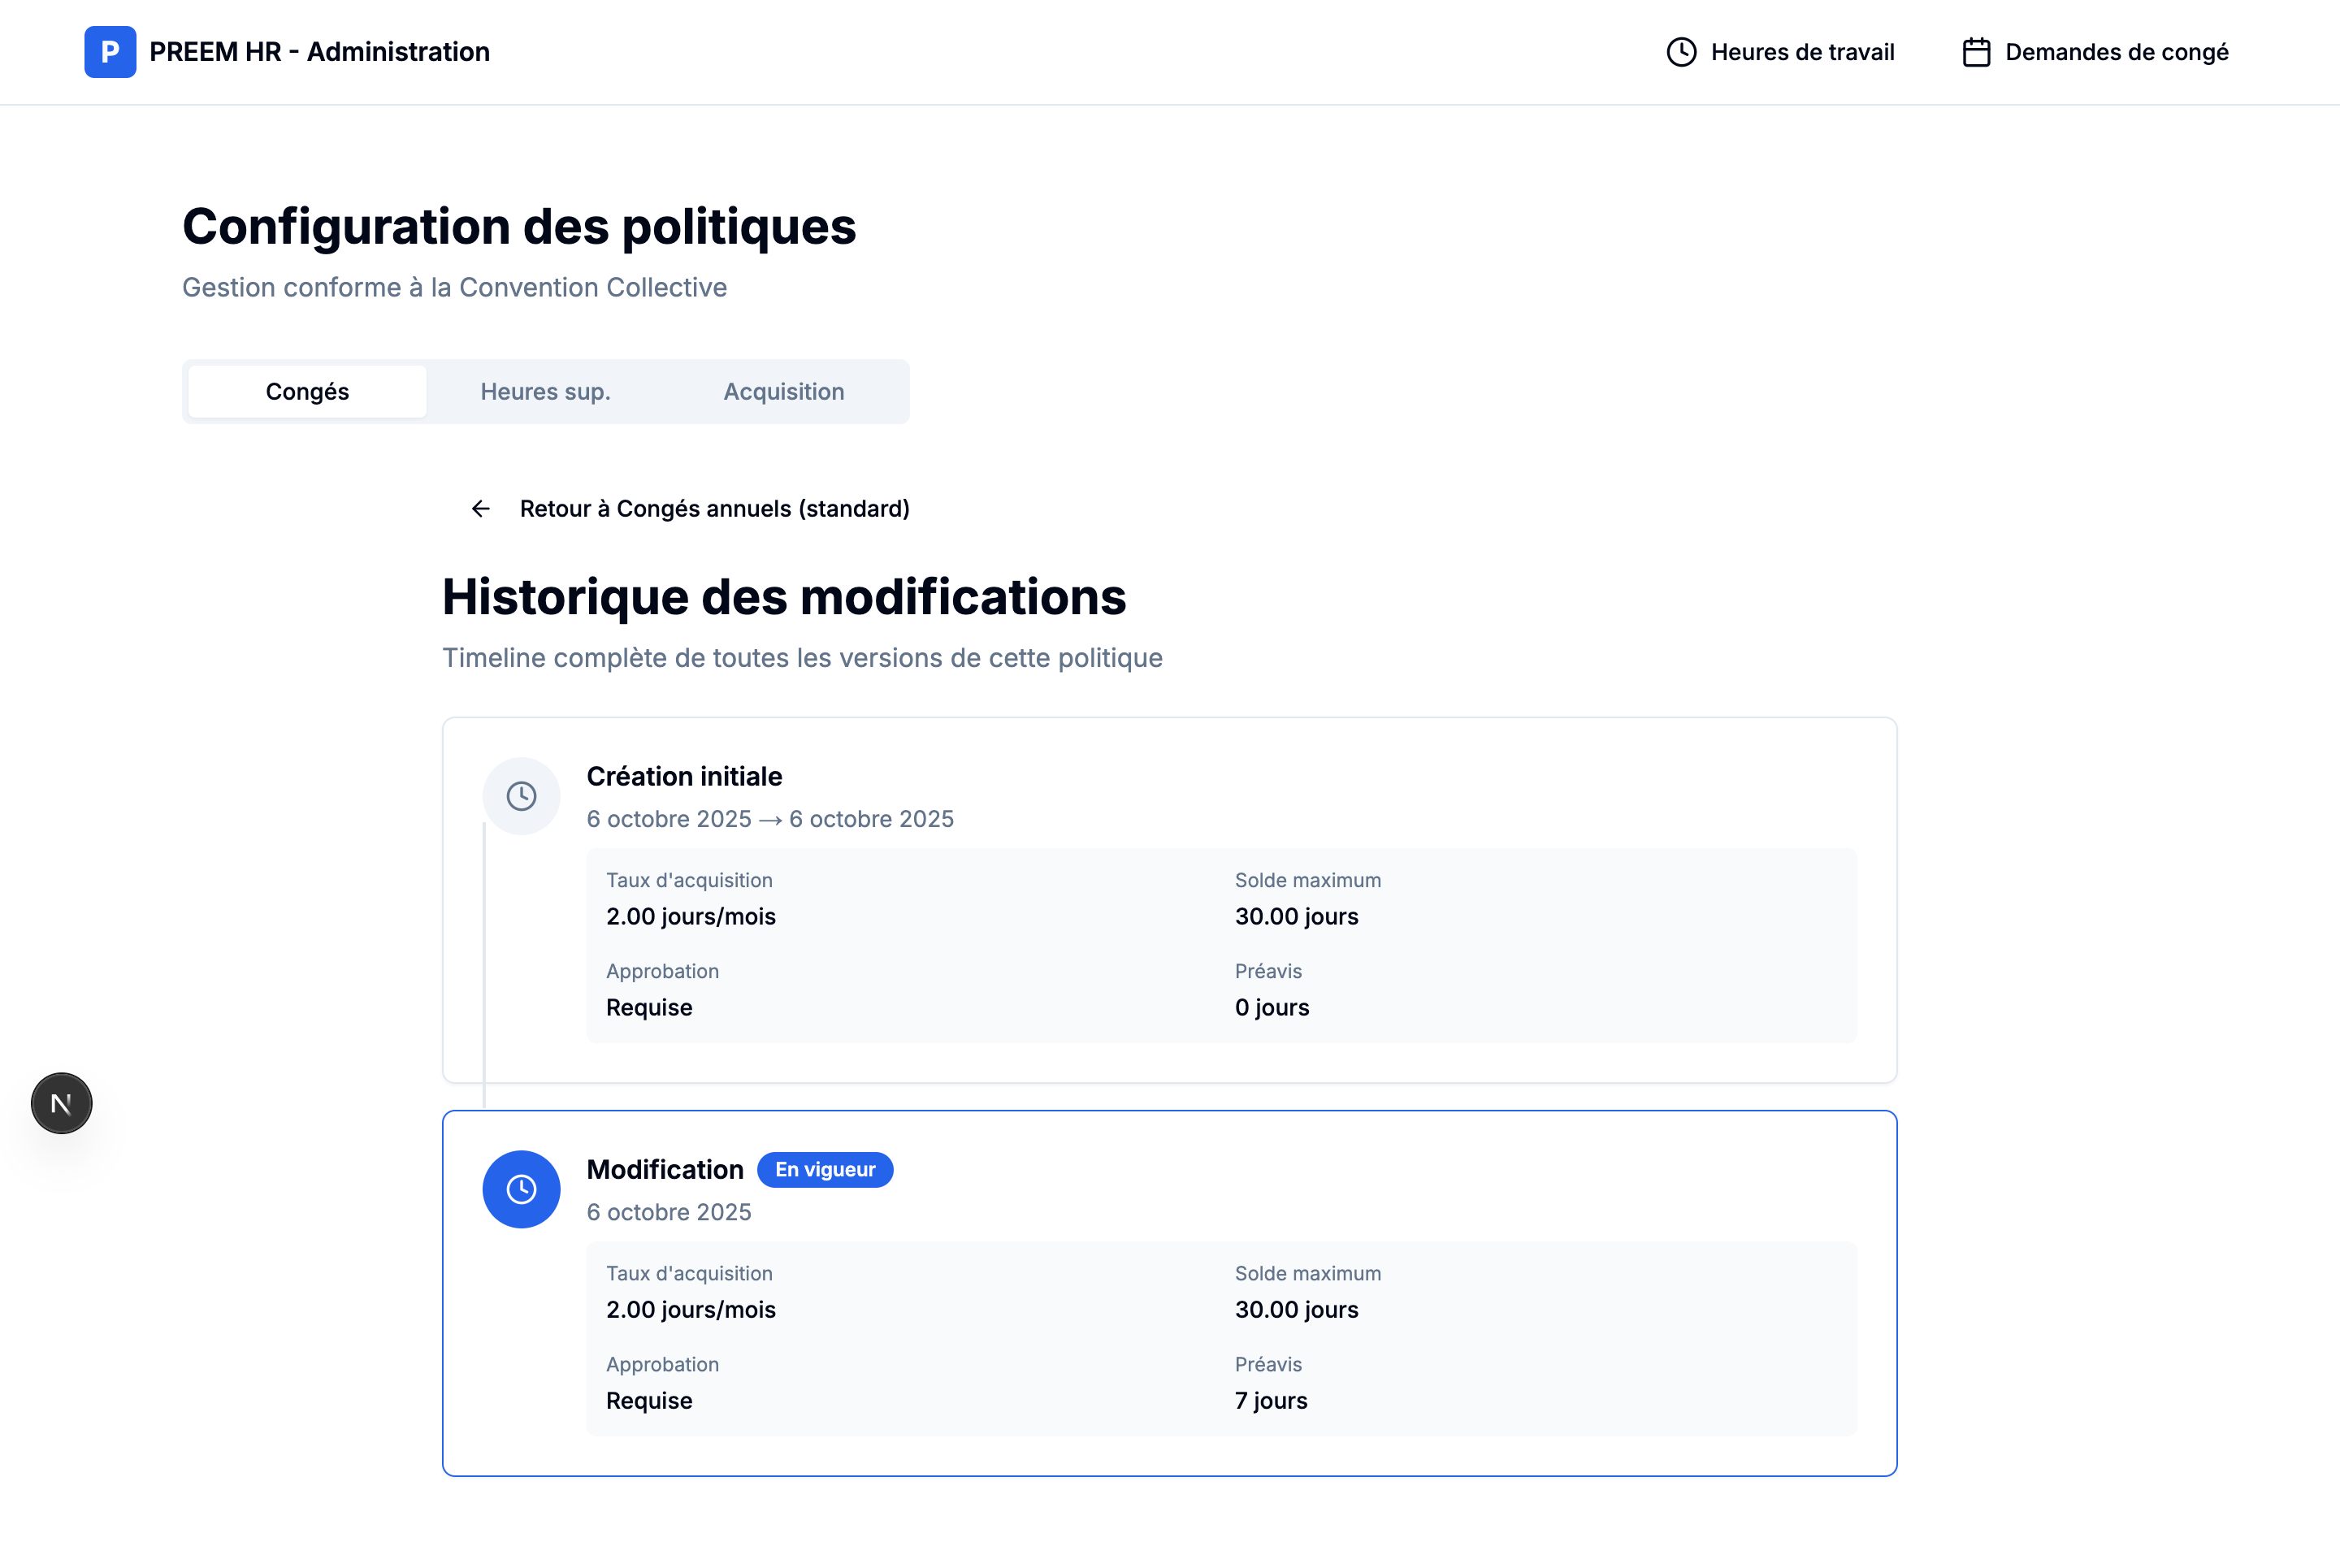 P PREEM HR - Administration
Heures de travail
Demandes de congé
Configuration des politiques
Gestion conforme à la Convention Collective
Congés
Heures sup.
Acquisition
← Retour à Congés annuels (standard)
Historique des modifications
Timeline complète de toutes les versions de cette politique
Création initiale
6 octobre 2025 → 6 octobre 2025
Taux d'acquisition
Solde maximum
2.00 jours/mois
30.00 jours
Approbation
Préavis
Requise
0 jours
N
Modification En vigueur
6 octobre 2025
Taux d'acquisition
Solde maximum
2.00 jours/mois
30.00 jours
Approbation
Préavis
Requise
7 jours